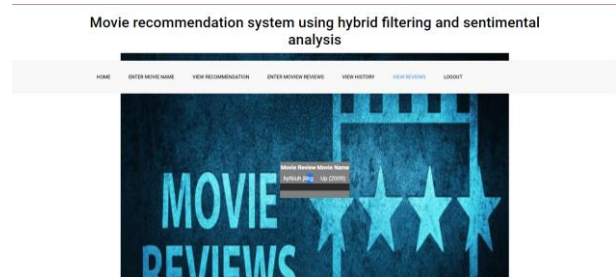 Movie recommendation system using hybrid filtering and sentimental
analysis
HOME ENTER MOVIE NAME VIEW RECOMMENDATION ENTER MOVIEW REVIEWS VIEW HISTORY VIEW REVIEWS LOGOUT
Movie Review Movie Name
Up (2009)
MOVIE
REVIEWS